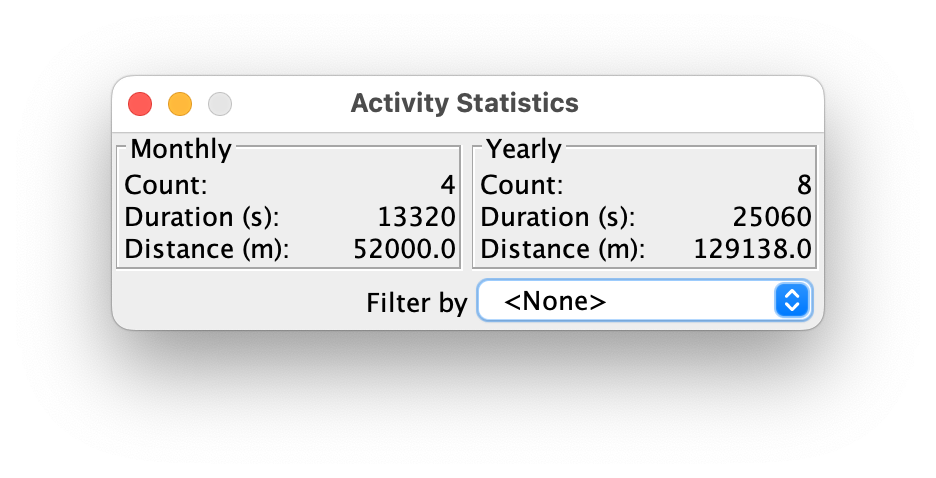 Activity Statistics
Monthly
Count: 4
Duration (s): 13320
Distance (m): 52000.0
Yearly
Count: 8
Duration (s): 25060
Distance (m): 129138.0
Filter by <None>